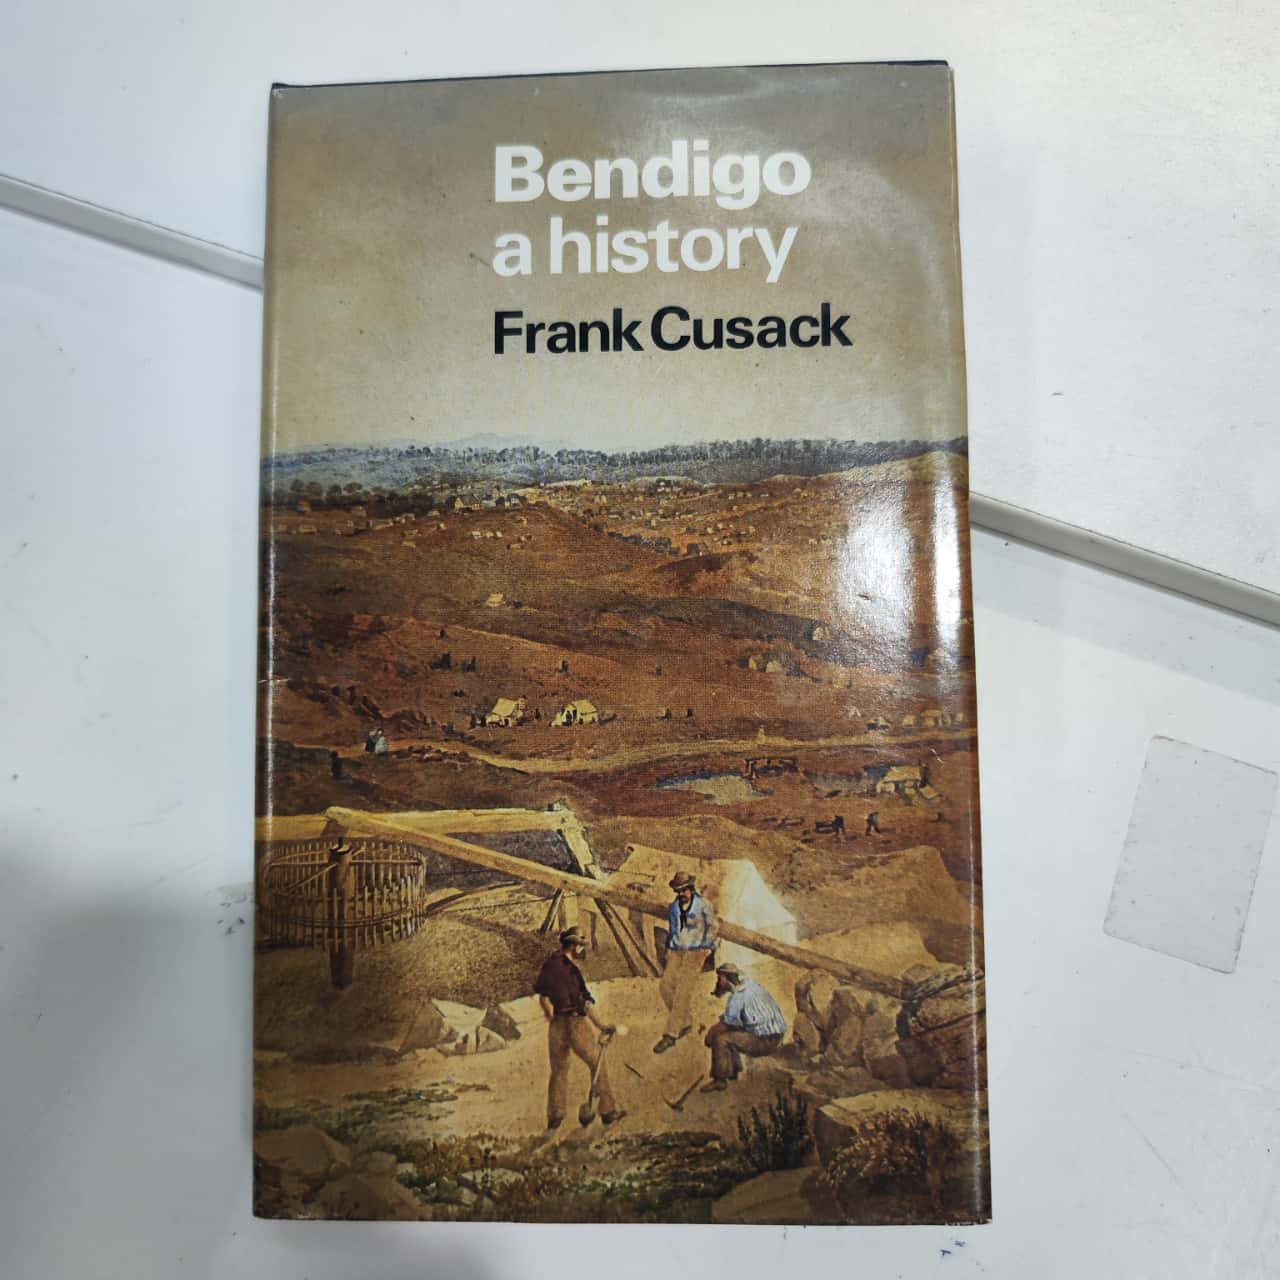 Bendigo
a history
Frank Cusack